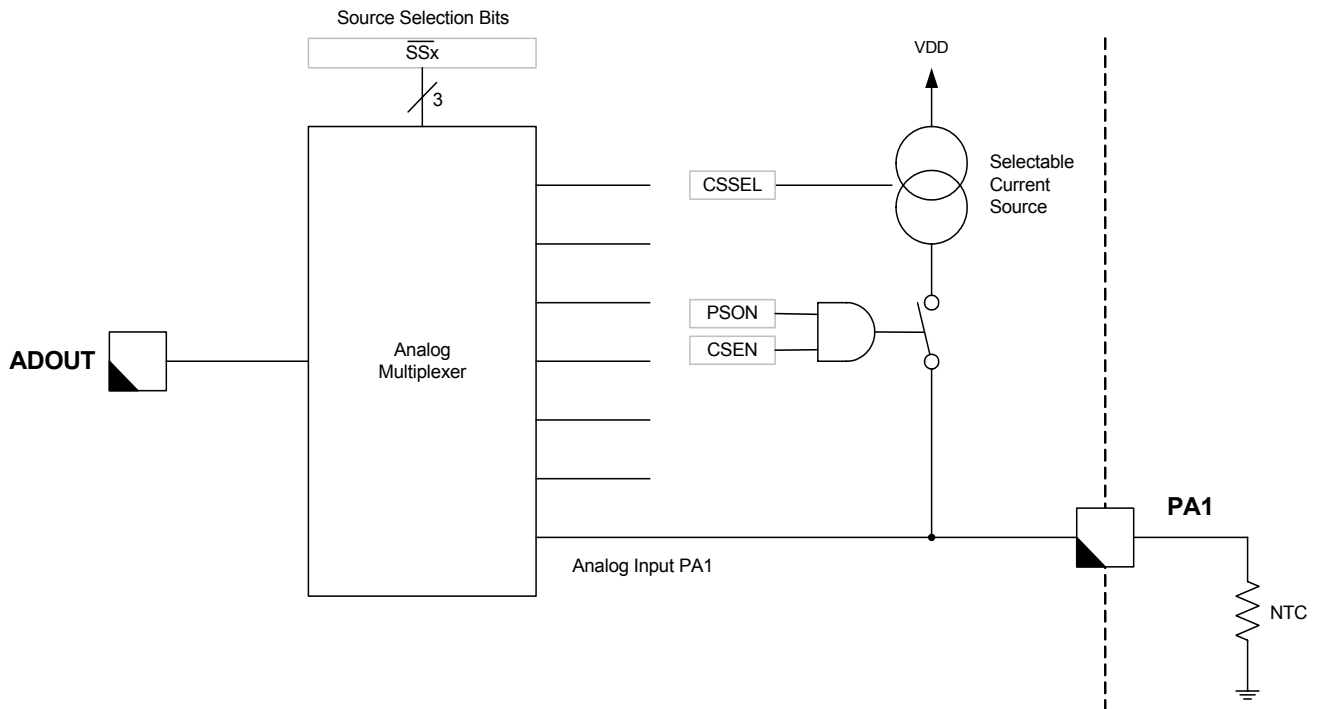 Source Selection Bits
SSx
3
VDD
Selectable
Current
Source
CSSEL
PSON
CSEN
ADOUT
Analog
Multiplexer
PA1
Analog Input PA1
NTC